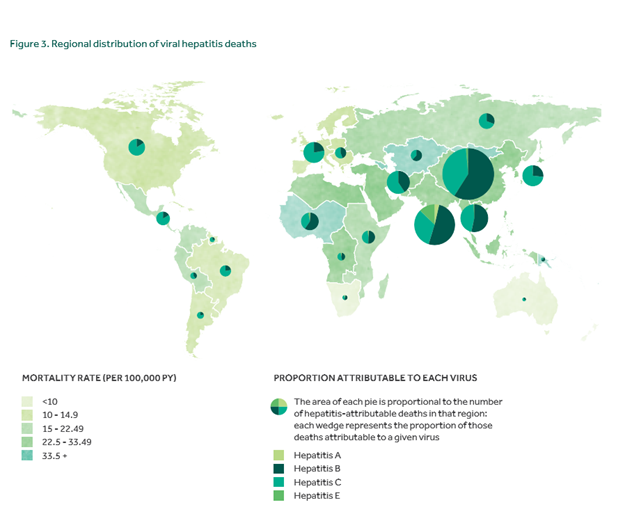 Figure 3. Regional distribution of viral hepatitis deaths
MORTALITY RATE (PER 100,000 PY)
<10
10 - 14.9
15 - 22.49
22.5 - 33.49
33.5 +
PROPORTION ATTRIBUTABLE TO EACH VIRUS
The area of each pie is proportional to the number
of hepatitis-attributable deaths in that region:
each wedge represents the proportion of those
deaths attributable to a given virus
Hepatitis A
Hepatitis B
Hepatitis C
Hepatitis E